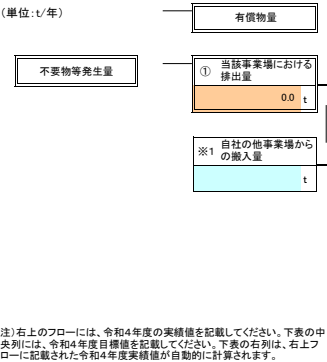 (単位:t/年)
有償物量
不要物等発生量
① 当該事業場における
排出量
0.0 t
※1 自社の他事業場から
の搬入量
t
注)右上のフローには、令和4年度の実績値を記載してください。下表の中
央列には、令和4年度目標値を記載してください。下表の右列は、右上フ
ローに記載された令和4年度実績値が自動的に計算されます。